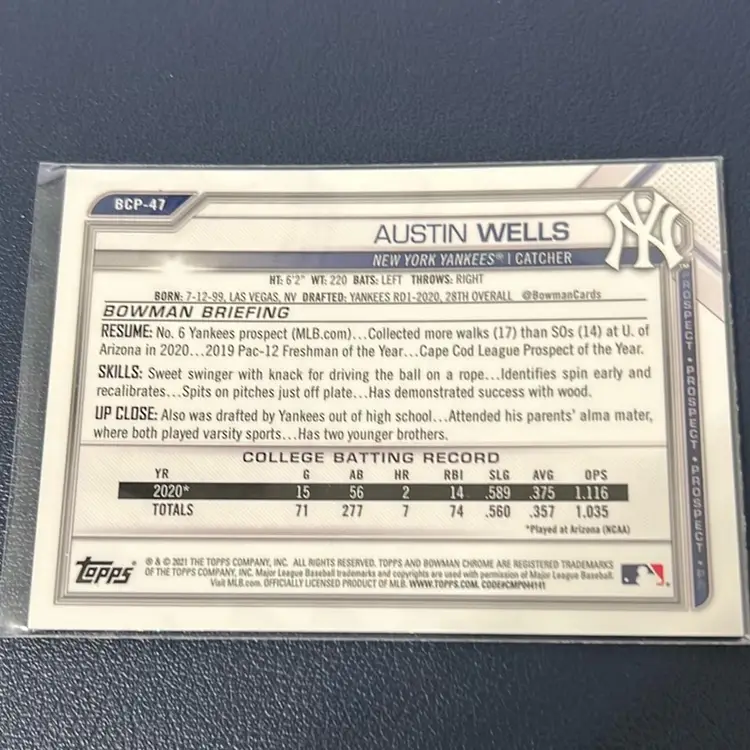 BCP-47
AUSTIN WELLS
NEW YORK YANKEES® | CATCHER
NY
TM
HT: 6'2" WT: 220 BATS: LEFT THROWS: RIGHT
BORN: 7-12-99, LAS VEGAS, NV DRAFTED: YANKEES RD1-2020, 28TH OVERALL @BowmanCards
BOWMAN BRIEFING
RESUME: No. 6 Yankees prospect (MLB.com)...Collected more walks (17) than SOs (14) at U. of
Arizona in 2020...2019 Pac-12 Freshman of the Year...Cape Cod League Prospect of the Year.
SKILLS: Sweet swinger with knack for driving the ball on a rope...Identifies spin early and
recalibrates...Spits on pitches just off plate...Has demonstrated success with wood.
UP CLOSE: Also was drafted by Yankees out of high school...Attended his parents' alma mater,
where both played varsity sports...Has two younger brothers.
COLLEGE BATTING RECORD
YR G AB HR RBI SLG AVG OPS
2020* 15 56 2 14 .589 .375 1.116
TOTALS 71 277 7 74 .560 .357 1.035
*Played at Arizona (NCAA)
Topps®
® & © 2021 THE TOPPS COMPANY, INC. ALL RIGHTS RESERVED. TOPPS AND BOWMAN CHROME ARE REGISTERED TRADEMARKS
OF THE TOPPS COMPANY, INC. Major League Baseball trademarks and copyrights are used with permission of Major League Baseball.
Visit MLB.com. OFFICIALLY LICENSED PRODUCT OF MLB. WWW.TOPPS.COM. CODE#CMP044141
PROSPECT • PROSPECT • PROSPECT • P